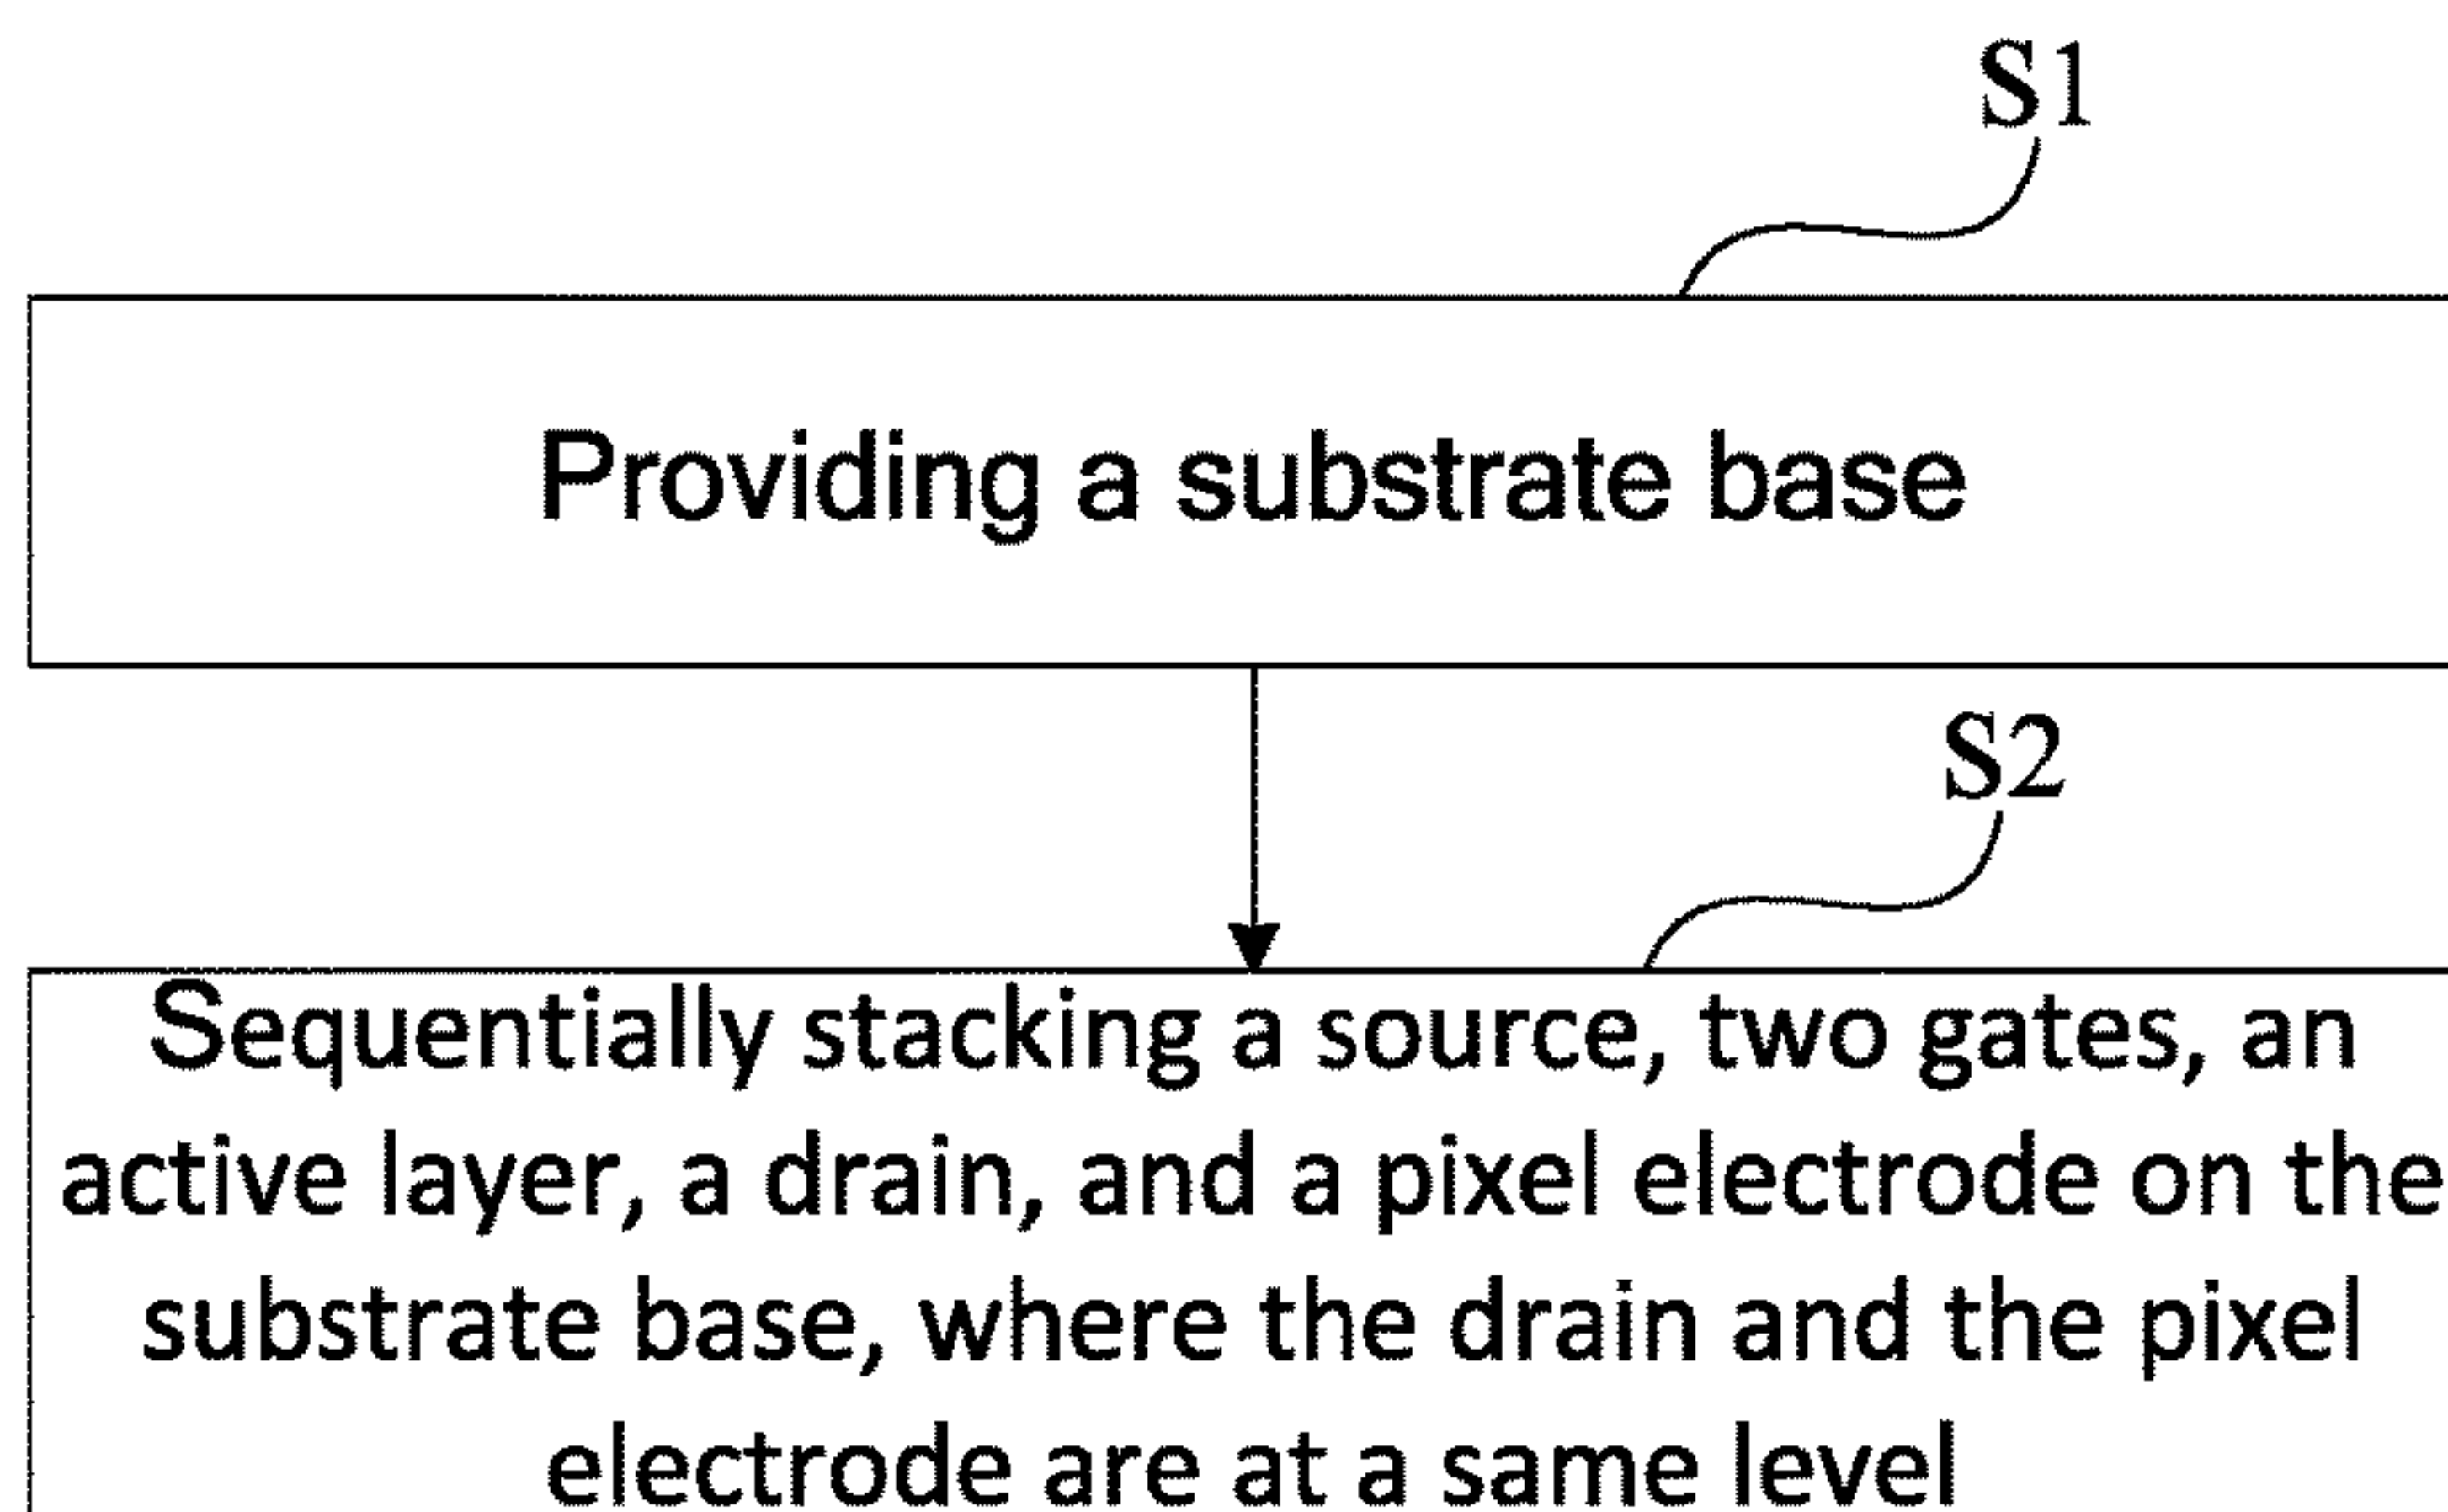 S1
Providing a substrate base
S2
Sequentially stacking a source, two gates, an
active layer, a drain, and a pixel electrode on the
substrate base, where the drain and the pixel
electrode are at a same level